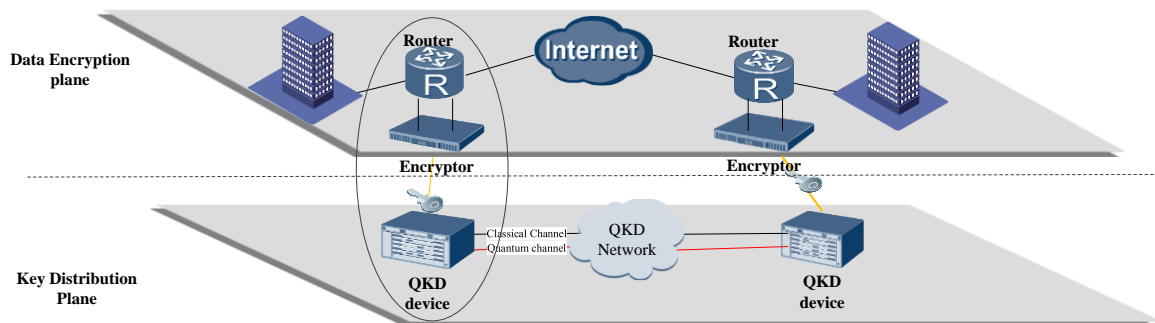 Data Encryption
plane
Router
R
Internet
Router
R
Encryptor
Encryptor
Classical Channel
Quantum channel
QKD
Network
Key Distribution
Plane
QKD
device
QKD
device